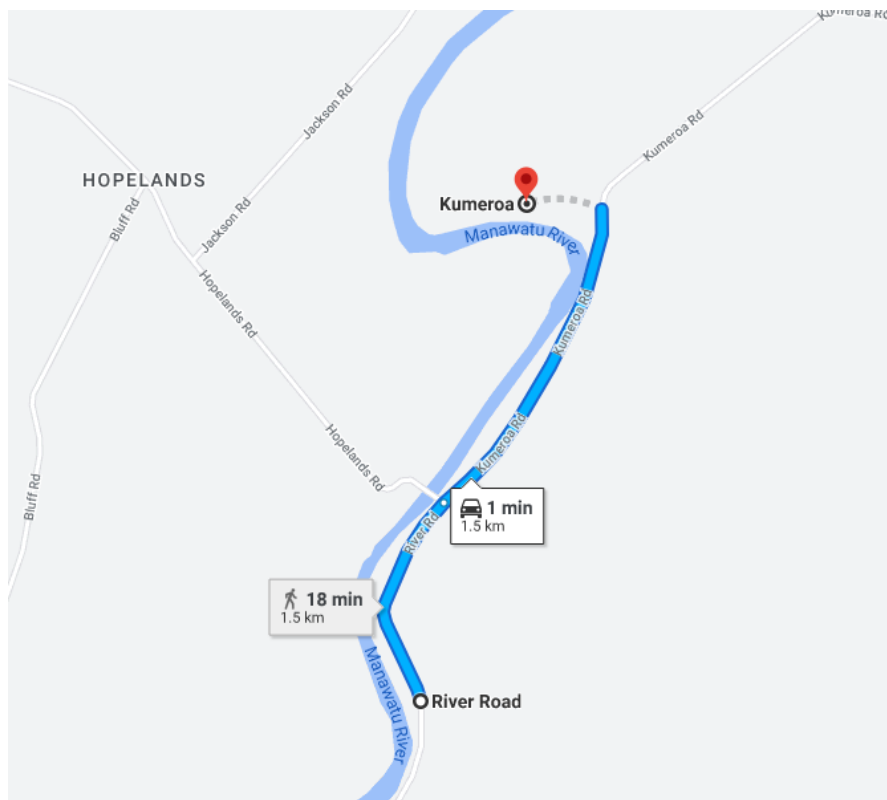 Kumeroa Rd
Jackson Rd
Kumeroa Rd
HOPELANDS
Kumeroa
Bluff Rd
Jackson Rd
Manawatu River
Hopelands Rd
Kumeroa Rd
Hopelands Rd
Kumeroa Rd
Bluff Rd
1 min
1.5 km
River Rd
18 min
1.5 km
Manawatu River
River Road